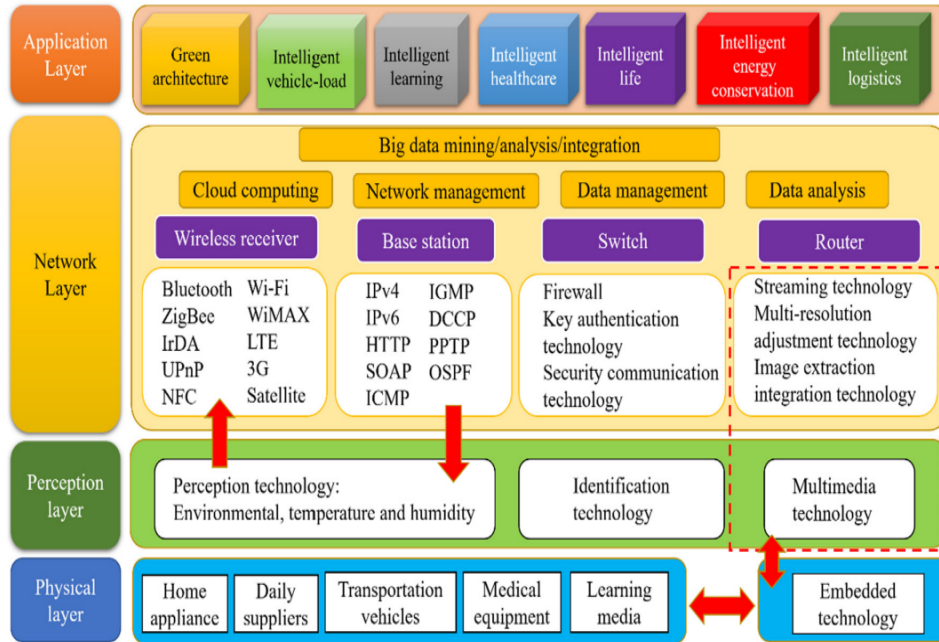 Application
Layer
Green
architecture
Intelligent
vehicle-load
Intelligent
learning
Intelligent
healthcare
Intelligent
life
Intelligent
energy
conservation
Intelligent
logistics
Network
Layer
Big data mining/analysis/integration
Cloud computing
Network management
Data management
Data analysis
Wireless receiver
Base station
Switch
Router
Bluetooth Wi-Fi
ZigBee WiMAX
IrDA LTE
UPnP 3G
NFC Satellite
IPv4 IGMP
IPv6 DCCP
HTTP PPTP
SOAP OSPF
ICMP
Firewall
Key authentication
technology
Security communication
technology
Streaming technology
Multi-resolution
adjustment technology
Image extraction
integration technology
Perception
layer
Perception technology:
Environmental, temperature and humidity
Identification
technology
Multimedia
technology
Physical
layer
Home
appliance
Daily
suppliers
Transportation
vehicles
Medical
equipment
Learning
media
Embedded
technology